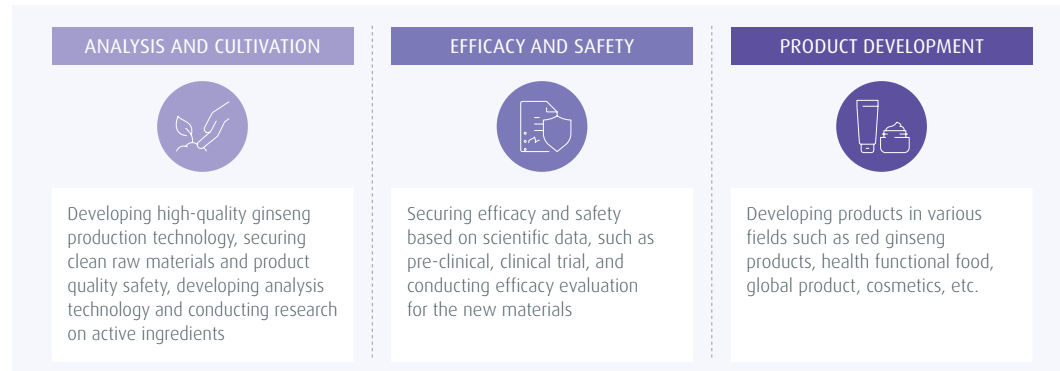 ANALYSIS AND CULTIVATION
Developing high-quality ginseng
production technology, securing
clean raw materials and product
quality safety, developing analysis
technology and conducting research
on active ingredients
EFFICACY AND SAFETY
Securing efficacy and safety
based on scientific data, such as
pre-clinical, clinical trial, and
conducting efficacy evaluation
for the new materials
PRODUCT DEVELOPMENT
Developing products in various
fields such as red ginseng
products, health functional food,
global product, cosmetics, etc.